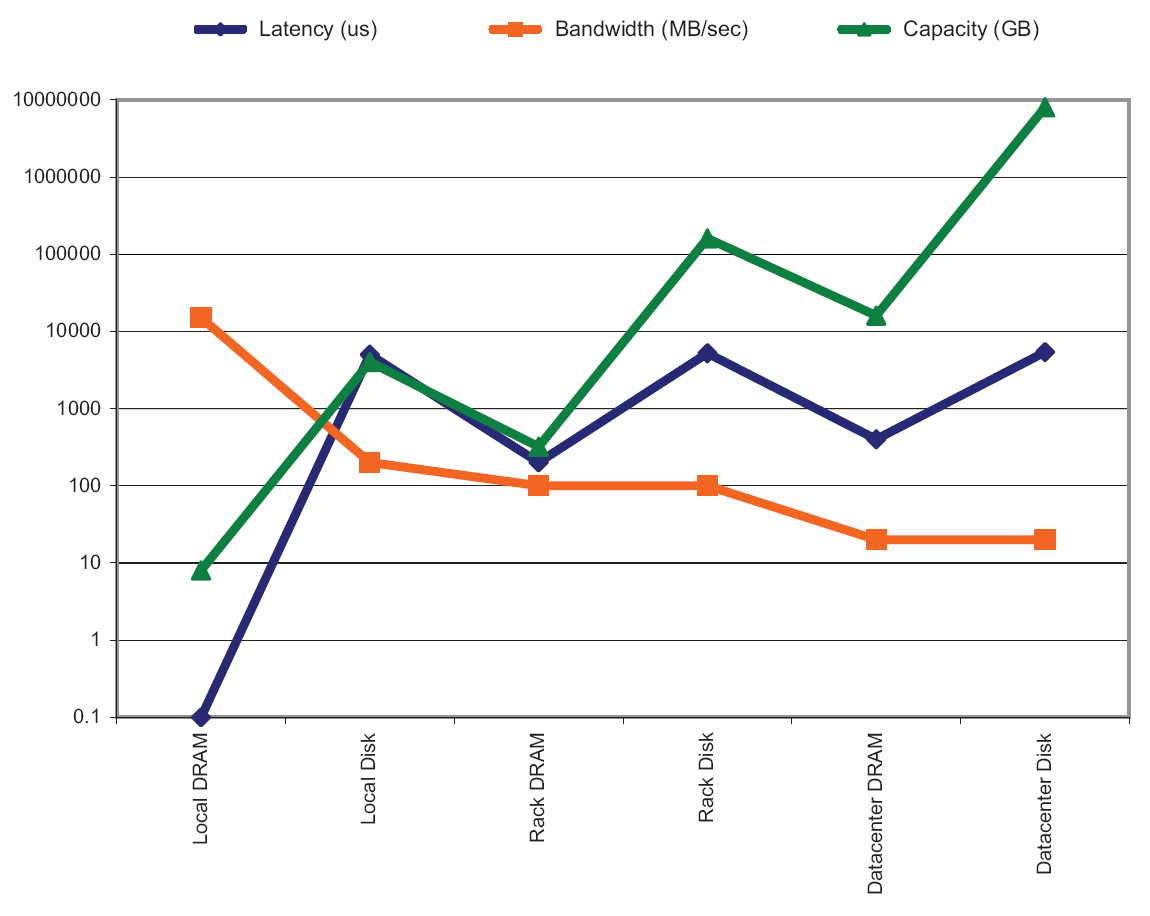 Latency (us) Bandwidth (MB/sec) Capacity (GB)
10000000
1000000
100000
10000
1000
100
10
1
0.1
Local DRAM
Local Disk
Rack DRAM
Rack Disk
Datacenter DRAM
Datacenter Disk